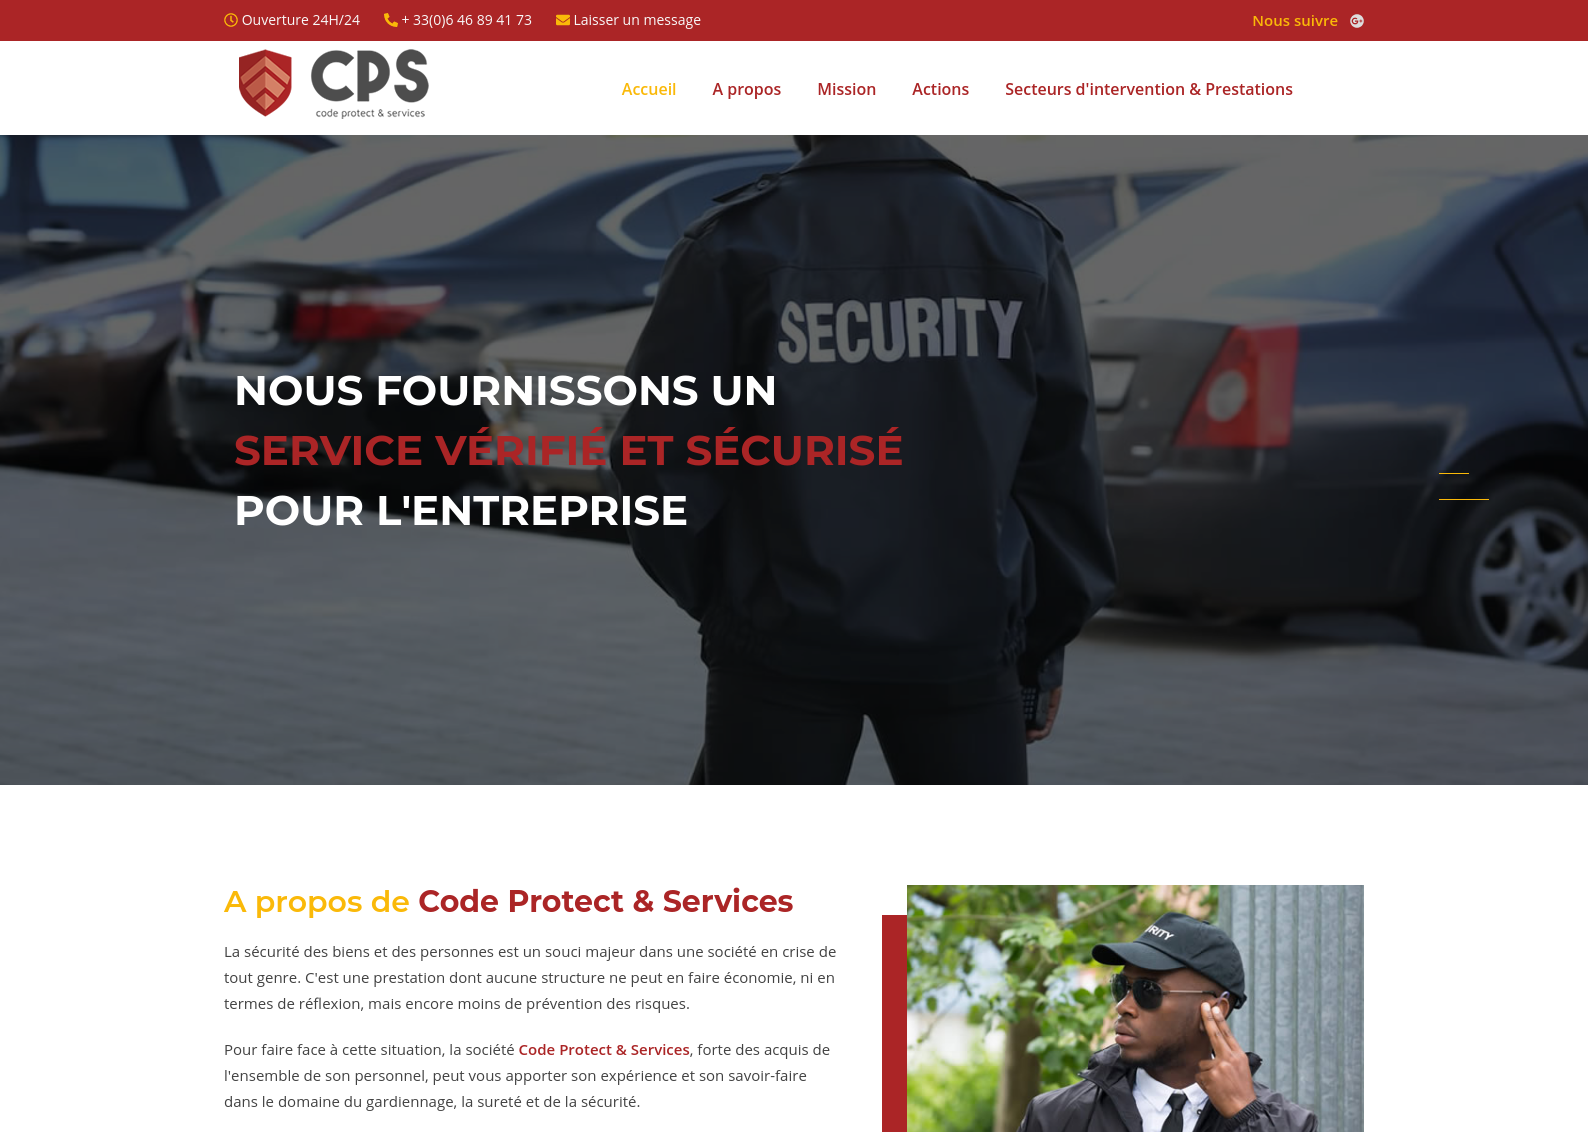 Ouverture 24H/24 + 33(0)6 46 89 41 73 Laisser un message Nous suivre G+
CPS
code protect & services
Accueil A propos Mission Actions Secteurs d'intervention & Prestations
SECURITY
NOUS FOURNISSONS UN
SERVICE VÉRIFIÉ ET SÉCURISÉ
POUR L'ENTREPRISE
A propos de Code Protect & Services
La sécurité des biens et des personnes est un souci majeur dans une société en crise de
tout genre. C'est une prestation dont aucune structure ne peut en faire économie, ni en
termes de réflexion, mais encore moins de prévention des risques.
Pour faire face à cette situation, la société Code Protect & Services, forte des acquis de
l'ensemble de son personnel, peut vous apporter son expérience et son savoir-faire
dans le domaine du gardiennage, la sureté et de la sécurité.
RITY